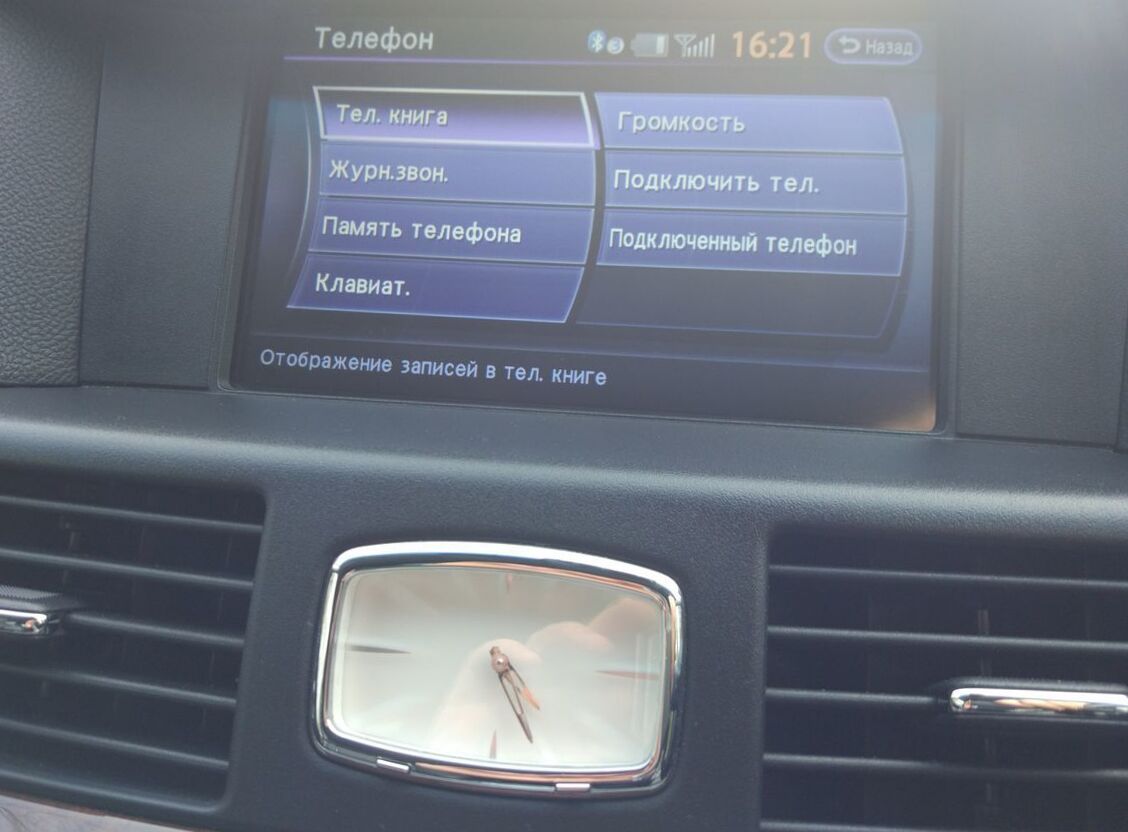 Телефон
3
16:21
Назад
Тел. книга
Журн.звон.
Память телефона
Клавиат.
Громкость
Подключить тел.
Подключенный телефон
Отображение записей в тел. книге